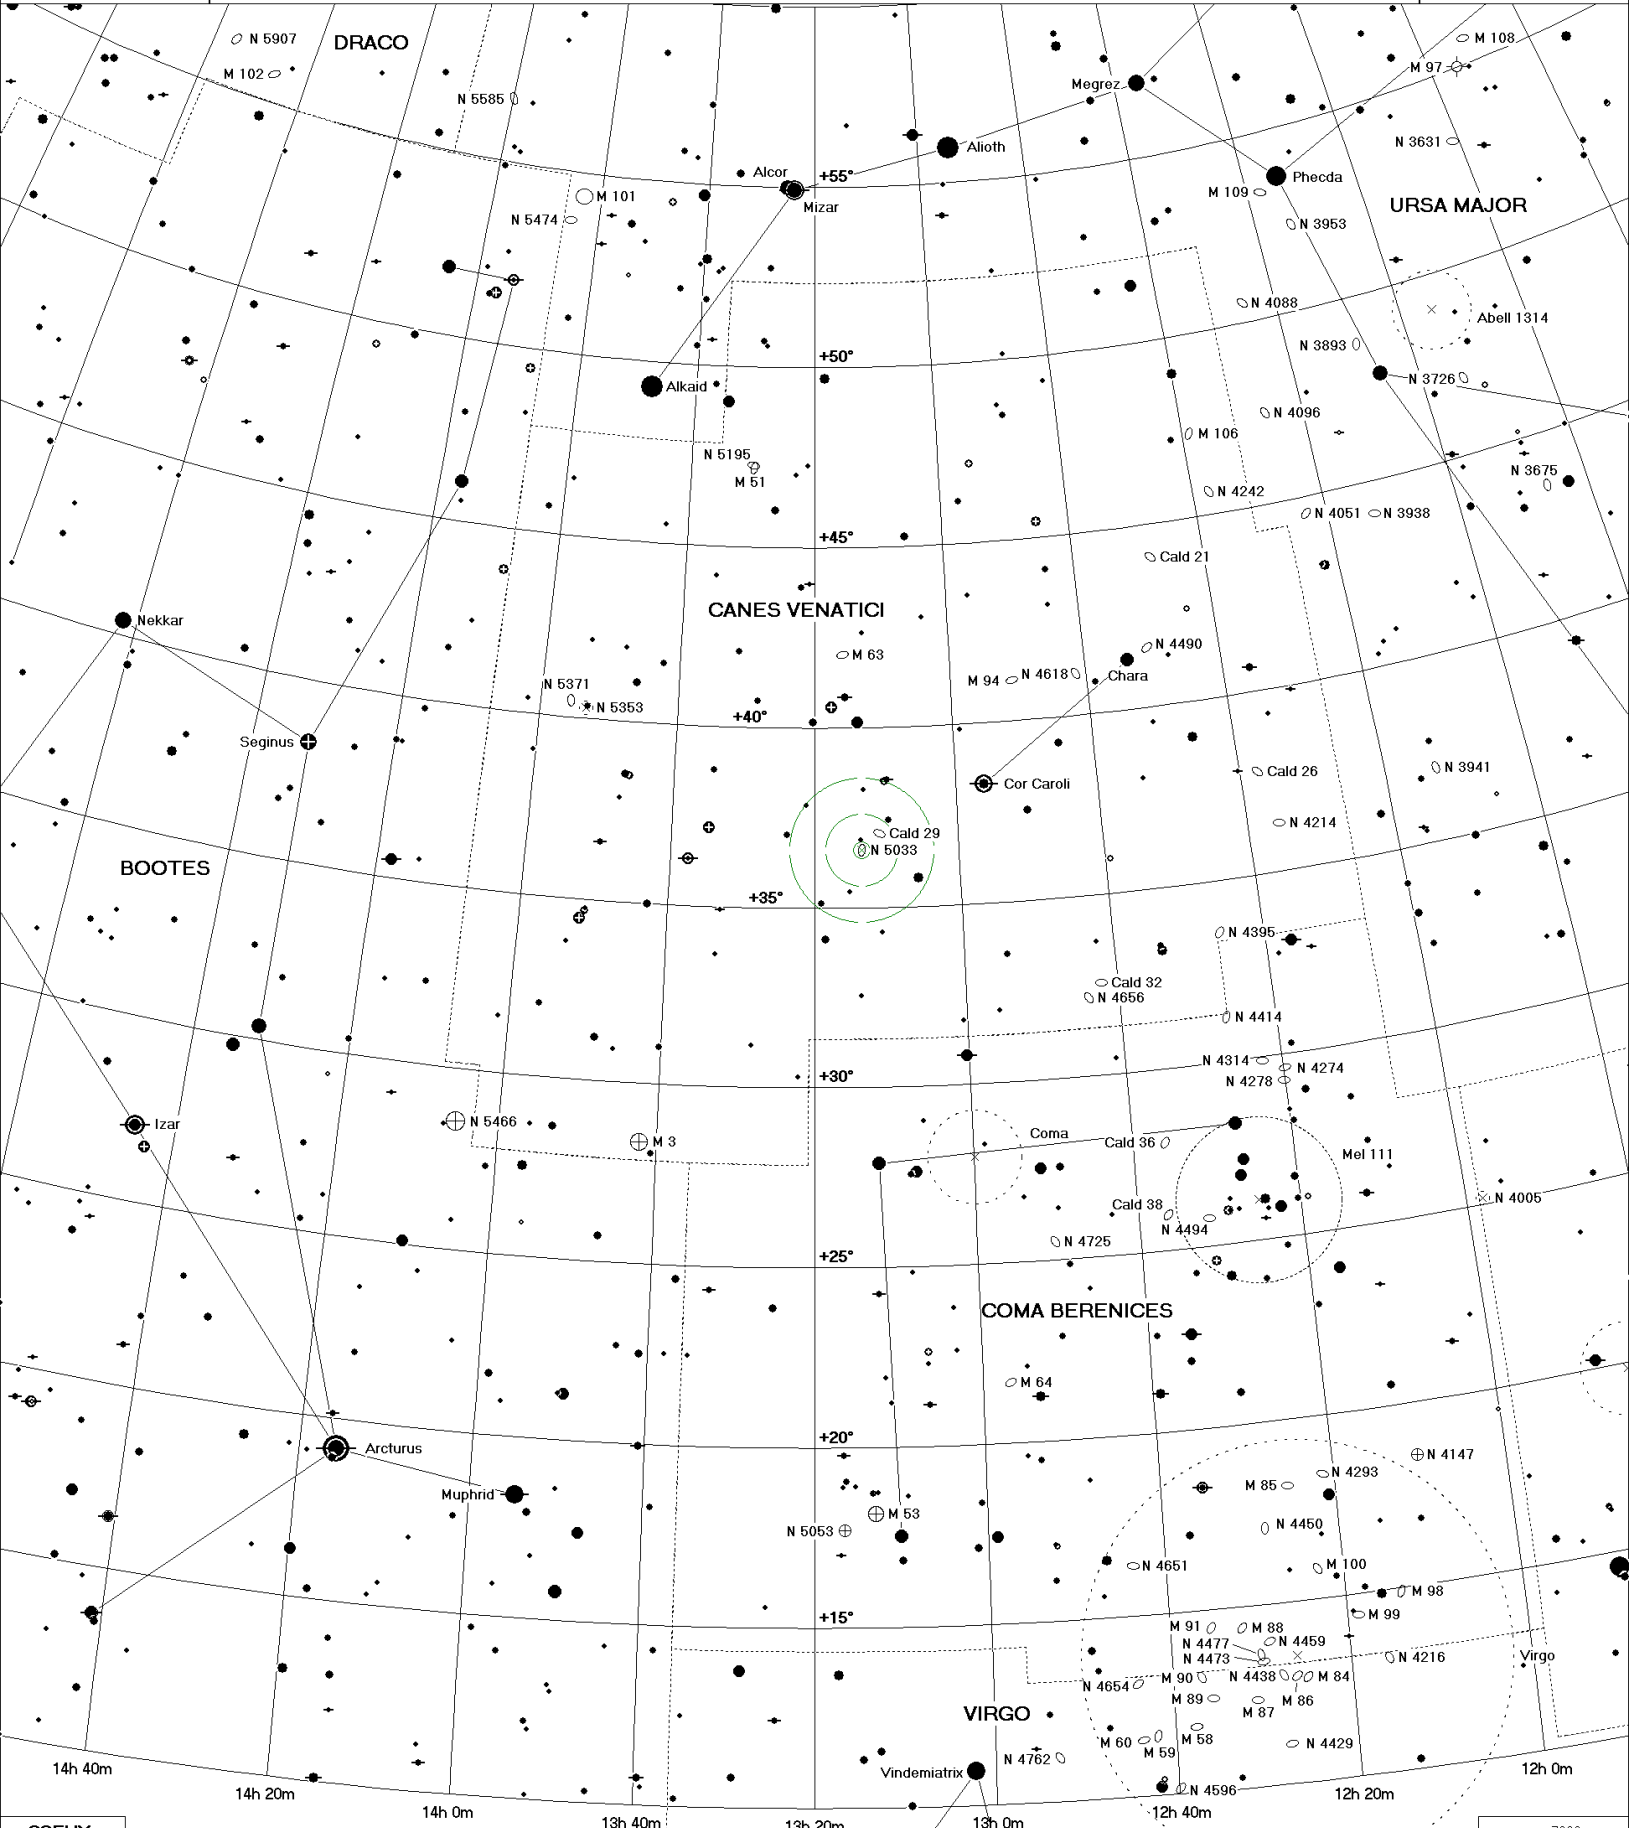 N 5907
DRACO
M 108
M 102
M 97
Megrez
N 5585
N 3631
Alioth
Alcor
+55°
Phecda
M 109
M 101
Mizar
URSA MAJOR
N 5474
N 3953
N 4088
Abell 1314
N 3893
+50°
N 3726
Alkaid
N 4096
M 106
N 5195
M 51
N 3675
N 4242
N 4051
N 3938
+45°
Cald 21
CANES VENATICI
Nekkar
N 4490
M 63
M 94
N 4618
Chara
N 5371
N 5353
+40°
Seginus
Cald 26
N 3941
Cor Caroli
N 4214
Cald 29
N 5033
BOOTES
+35°
N 4395
Cald 32
N 4656
N 4414
N 4314
N 4274
+30°
N 4278
Izar
N 5466
M 3
Coma
Cald 36
Mel 111
N 4005
Cald 38
N 4494
N 4725
+25°
COMA BERENICES
M 64
+20°
Arcturus
N 4147
N 4293
M 85
Muphrid
M 53
N 5053
N 4450
N 4651
M 100
M 98
M 99
+15°
M 91
M 88
N 4477
N 4459
N 4473
N 4216
Virgo
M 90
N 4438
M 84
N 4654
M 89
M 86
M 87
VIRGO
M 58
M 60
M 59
N 4429
N 4762
Vindemiatrix
N 4596
14h 40m
14h 20m
14h 0m
13h 40m
13h 20m
13h 0m
12h 40m
12h 20m
12h 0m